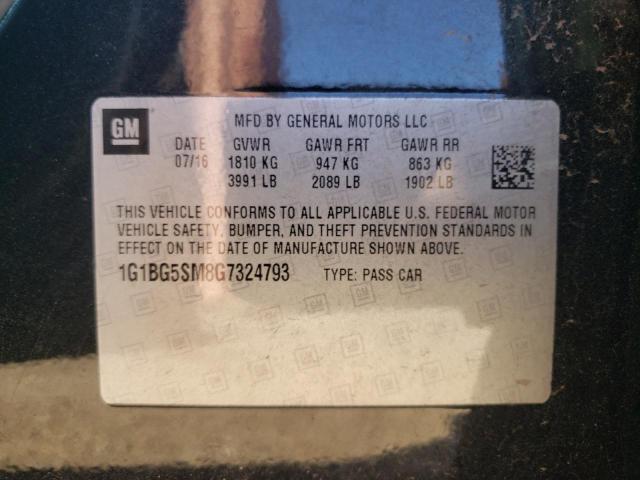 GM
MFD BY GENERAL MOTORS LLC
DATE GVWR GAWR FRT GAWR RR
07/16 1810 KG 947 KG 863 KG
3991 LB 2089 LB 1902 LB
THIS VEHICLE CONFORMS TO ALL APPLICABLE U.S. FEDERAL MOTOR
VEHICLE SAFETY, BUMPER, AND THEFT PREVENTION STANDARDS IN
EFFECT ON THE DATE OF MANUFACTURE SHOWN ABOVE.
1G1BG5SM8G7324793 TYPE: PASS CAR